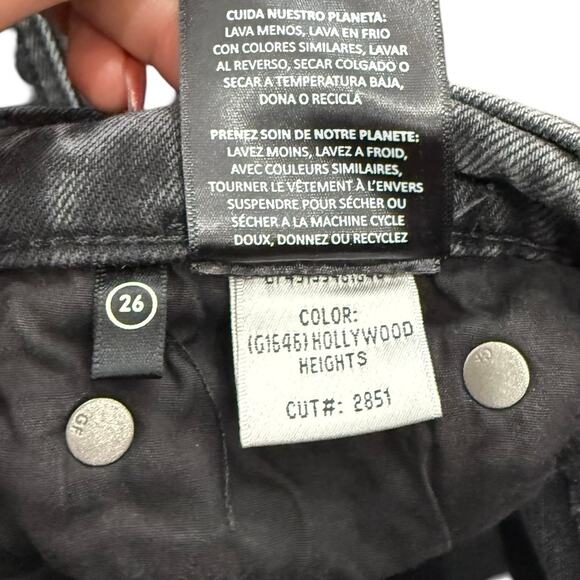 CUIDA NUESTRO PLANETA:
LAVA MENOS, LAVA EN FRIO
CON COLORES SIMILARES, LAVAR
AL REVERSO, SECAR COLGADO O
SECAR A TEMPERATURA BAJA,
DONA O RECICLA
PRENEZ SOIN DE NOTRE PLANETE:
LAVEZ MOINS, LAVEZ A FROID,
AVEC COULEURS SIMILAIRES,
TOURNER LE VÊTEMENT À L'ENVERS
SUSPENDRE POUR SÉCHER OU
SÉCHER A LA MACHINE CYCLE
DOUX, DONNEZ OU RECYCLEZ
26
COLOR:
(G1646) HOLLYWOOD
HEIGHTS
CUT#: 2851
GF
GF